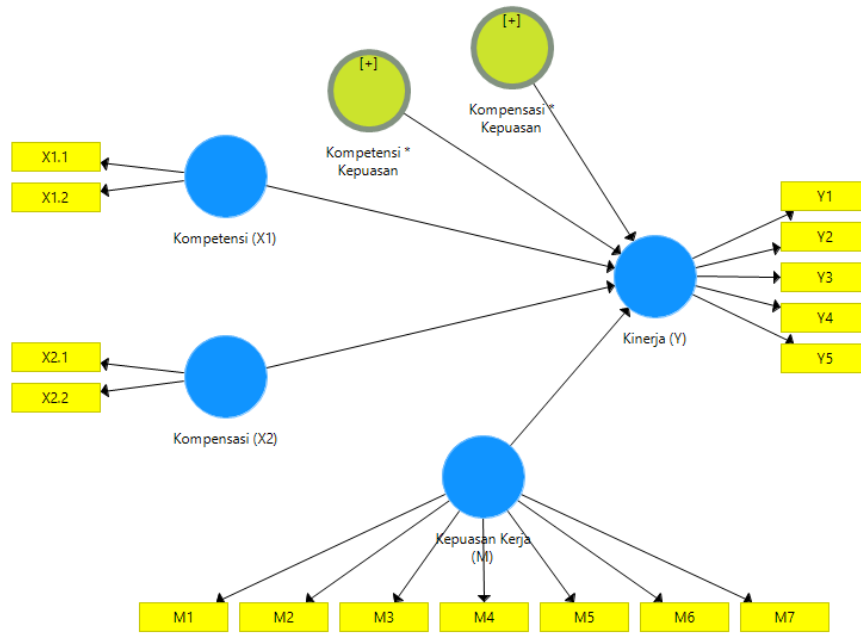 [+]
Kompensasi *
Kepuasan
[+]
Kompetensi *
Kepuasan
X1.1
X1.2
Kompetensi (X1)
Y1
Y2
Y3
Y4
Y5
Kinerja (Y)
X2.1
X2.2
Kompensasi (X2)
Kepuasan Kerja
(M)
M1
M2
M3
M4
M5
M6
M7